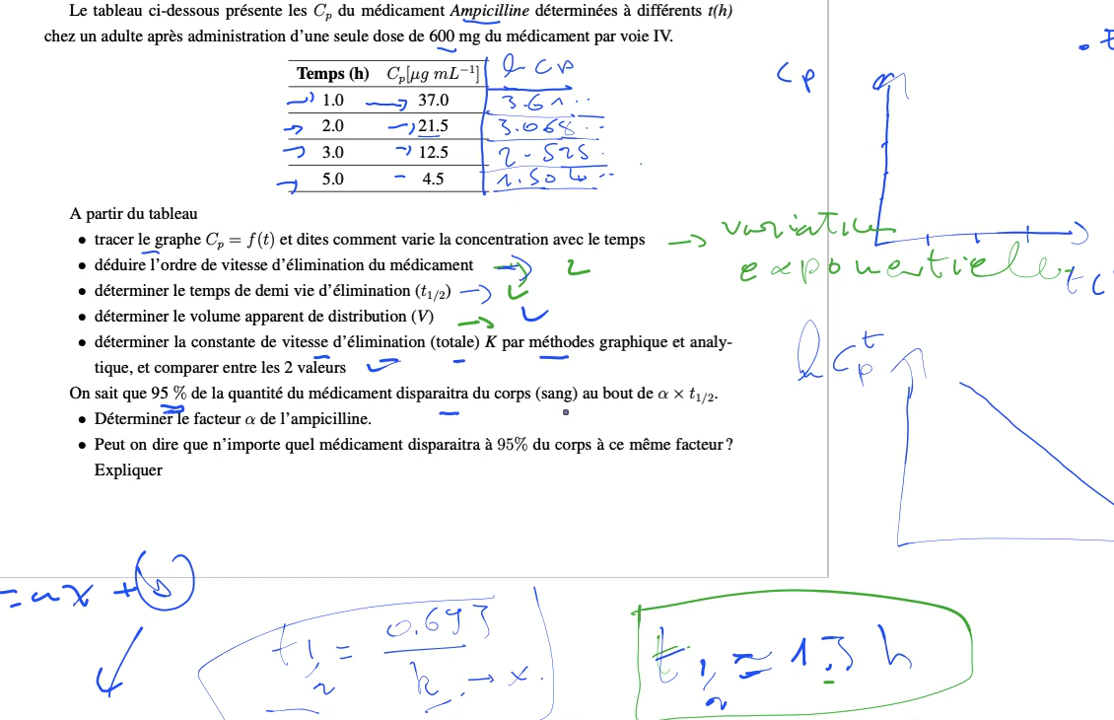 Le tableau ci-dessous présente les Cp du médicament Ampicilline déterminées à différents t(h)
chez un adulte après administration d'une seule dose de 600 mg du médicament par voie IV.
Temps (h) Cp[μg mL⁻¹] ln Cp
1.0 37.0 3.61...
2.0 21.5 3.068...
3.0 12.5 2.525.
5.0 4.5 1.504...
Cp
A partir du tableau
• tracer le graphe Cp = f(t) et dites comment varie la concentration avec le temps → variation
exponentielle
t(
• déduire l'ordre de vitesse d'élimination du médicament
• déterminer le temps de demi vie d'élimination (t1/2)
• déterminer le volume apparent de distribution (V)
• déterminer la constante de vitesse d'élimination (totale) K par méthodes graphique et analy-
tique, et comparer entre les 2 valeurs
ln Cp^t
On sait que 95 % de la quantité du médicament disparaitra du corps (sang) au bout de α × t1/2.
• Déterminer le facteur α de l'ampicilline.
• Peut on dire que n'importe quel médicament disparaitra à 95% du corps à ce même facteur ?
Expliquer
= ax + b
t1/2 = 0.693 / k → x.
t1/2 ≈ 1.3 h